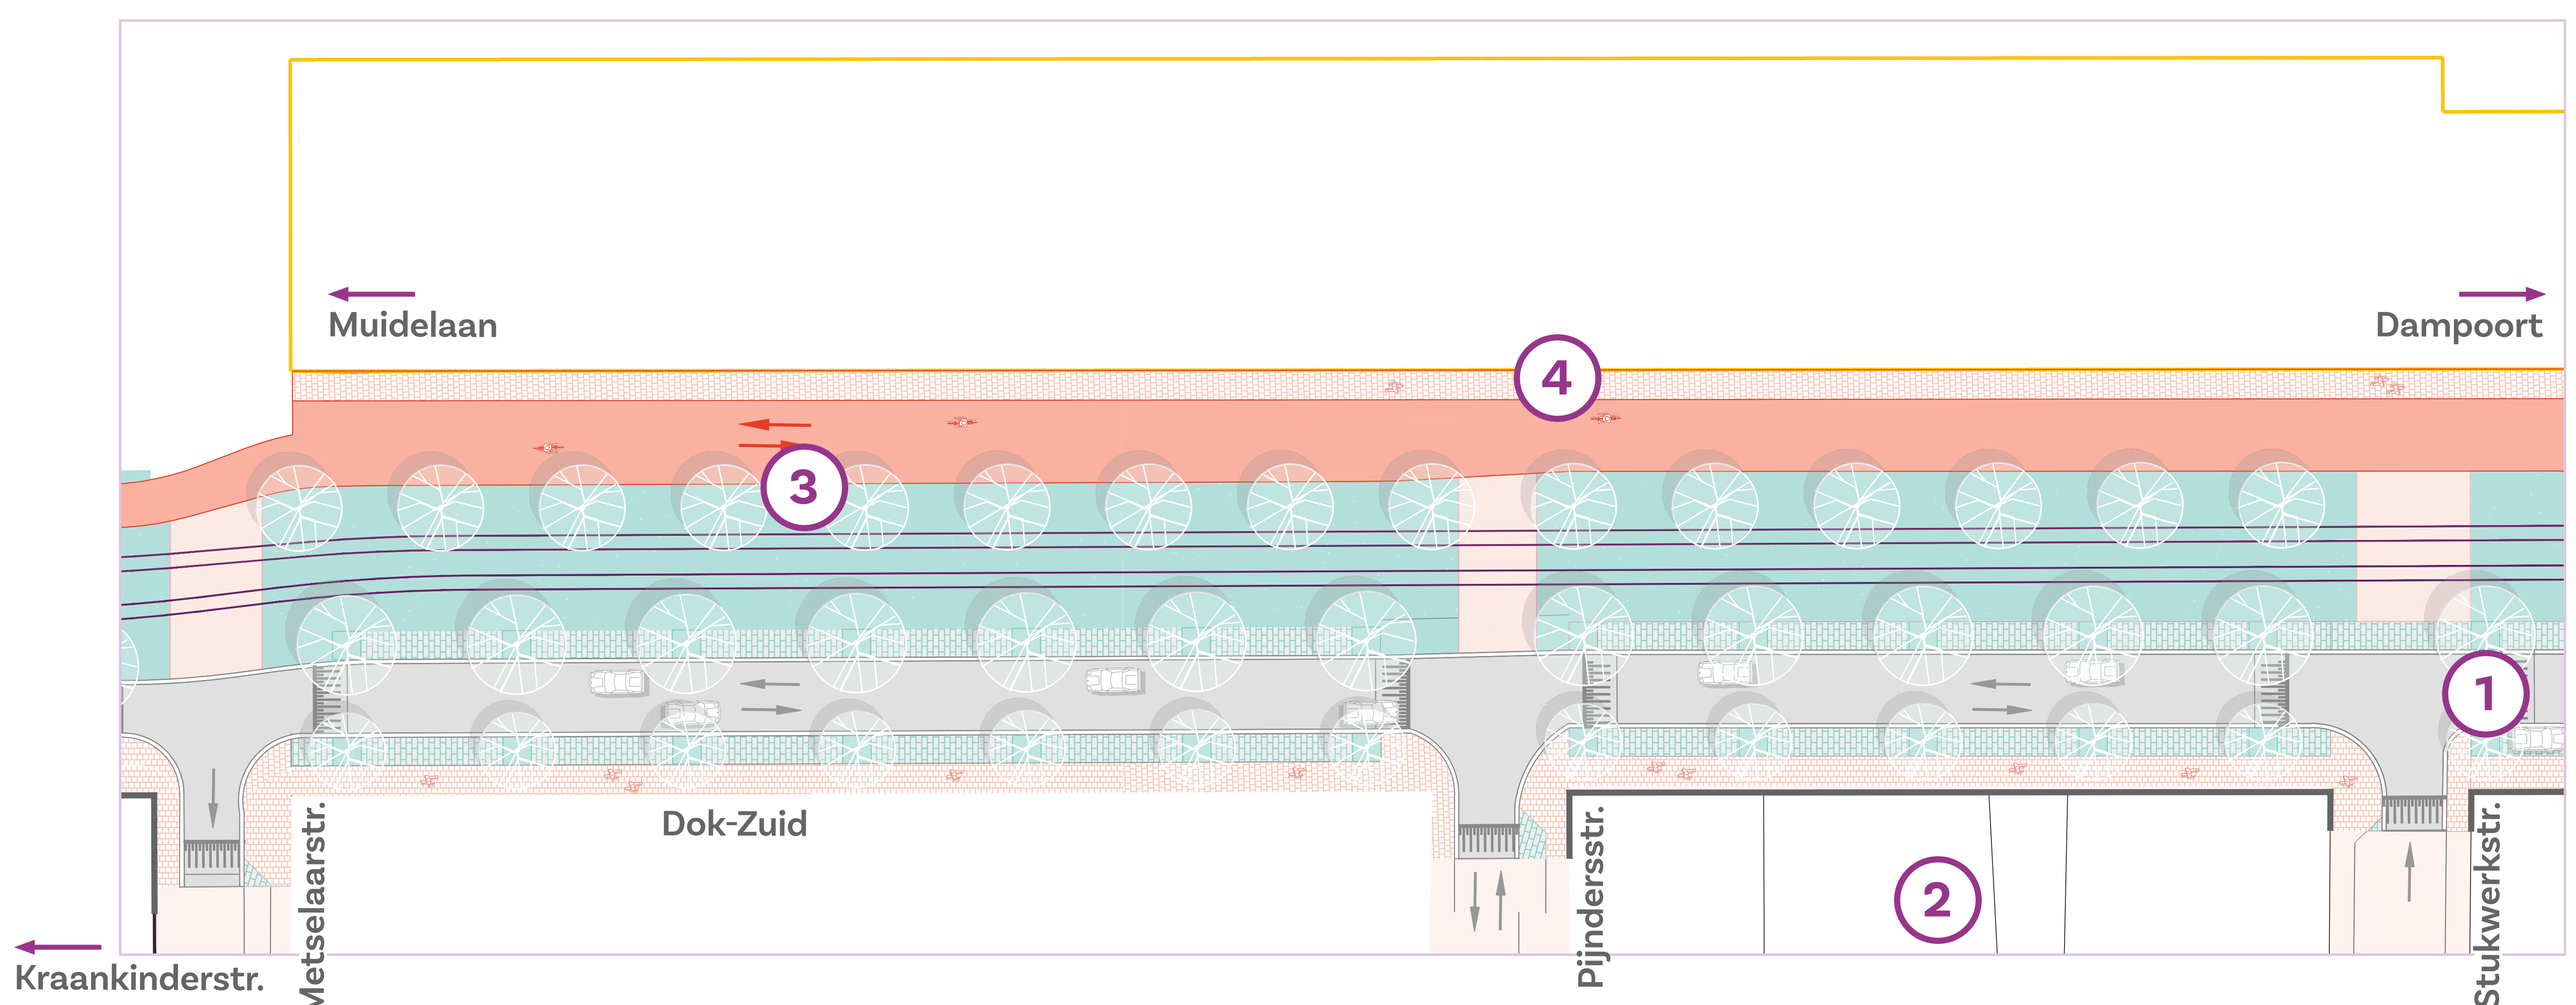 Muidelaan
Dampoort
4
3
1
Dok-Zuid
Metselaarstr.
Pijndersstr.
Stukwerkstr.
2
Kraankinderstr.